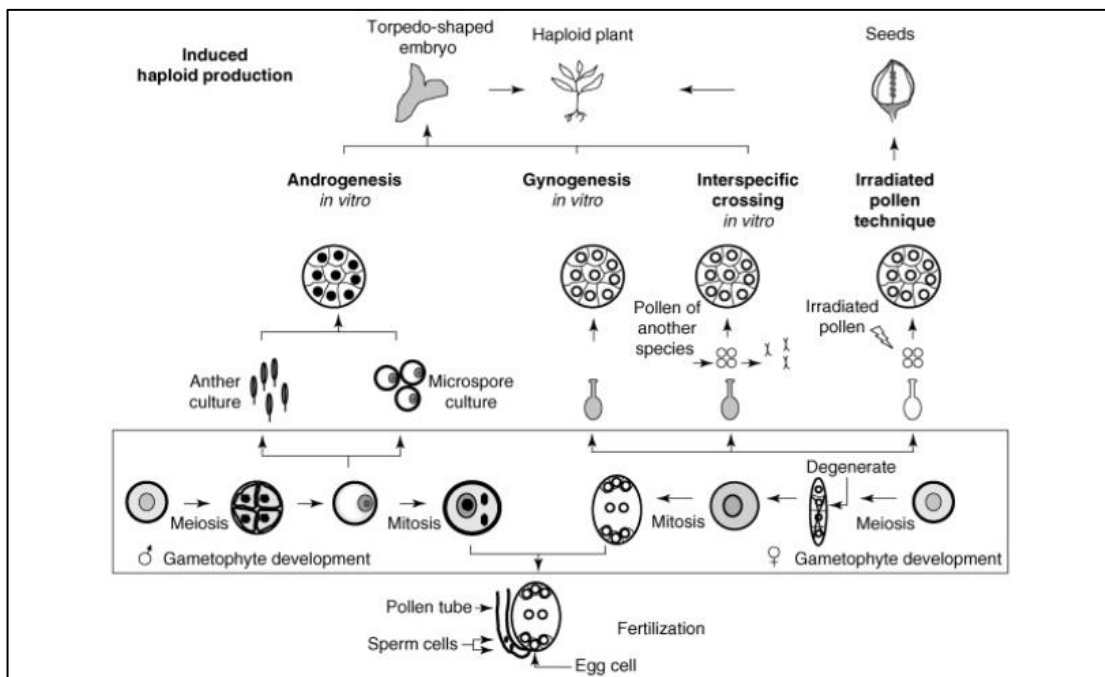 Induced
haploid production
Torpedo-shaped
embryo
Haploid plant
Seeds
Androgenesis
in vitro
Gynogenesis
in vitro
Interspecific
crossing
in vitro
Irradiated
pollen
technique
Anther
culture
Microspore
culture
Pollen of
another
species
Irradiated
pollen
Degenerate
Meiosis
Mitosis
Mitosis
Meiosis
♂ Gametophyte development
♀ Gametophyte development
Pollen tube
Sperm cells
Fertilization
Egg cell